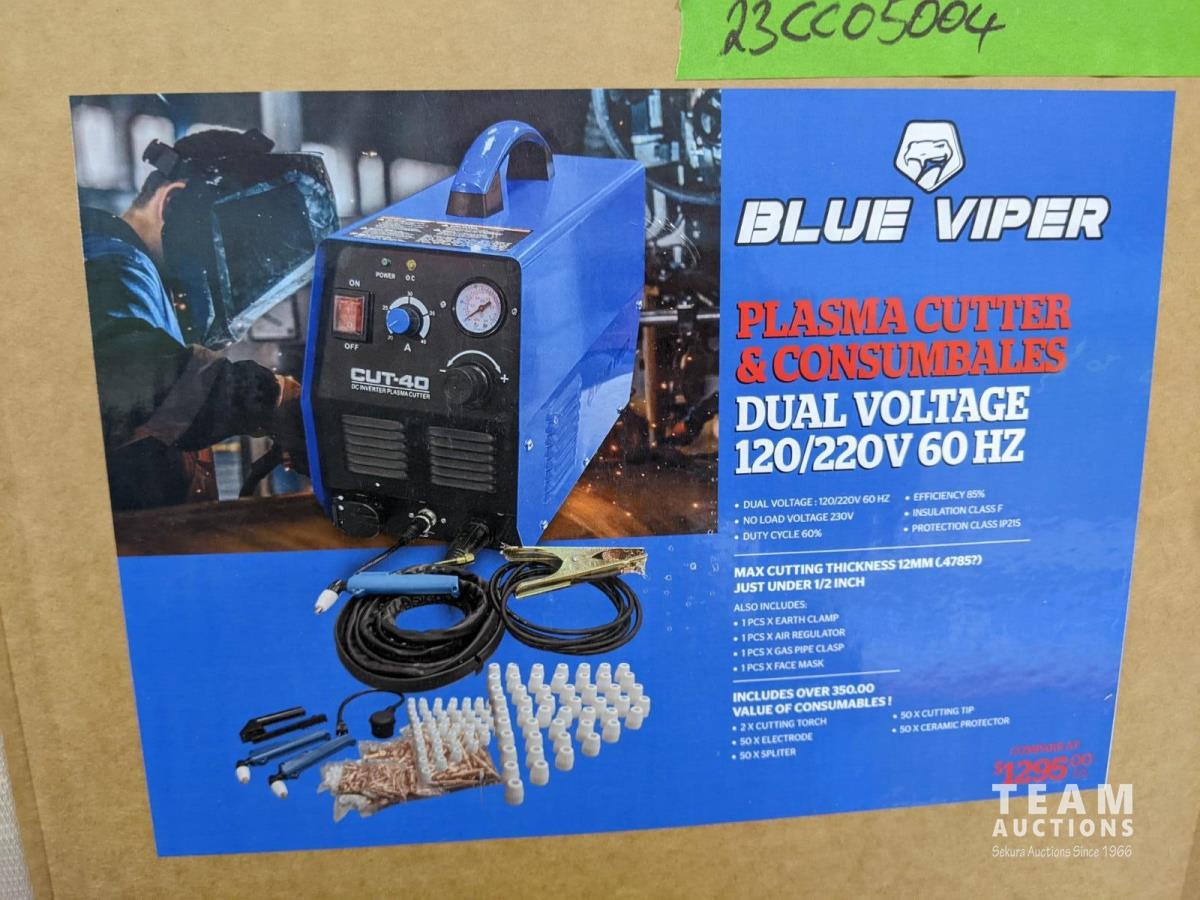 23CC05004
BLUE VIPER
PLASMA CUTTER
& CONSUMBALES
DUAL VOLTAGE
120/220V 60 HZ
• DUAL VOLTAGE : 120/220V 60 HZ
• NO LOAD VOLTAGE 230V
• DUTY CYCLE 60%
• EFFICIENCY 85%
• INSULATION CLASS F
• PROTECTION CLASS IP21S
MAX CUTTING THICKNESS 12MM (.4785?)
JUST UNDER 1/2 INCH
ALSO INCLUDES:
• 1 PCS X EARTH CLAMP
• 1 PCS X AIR REGULATOR
• 1 PCS X GAS PIPE CLASP
• 1 PCS X FACE MASK
INCLUDES OVER 350.00
VALUE OF CONSUMABLES !
• 2 X CUTTING TORCH
• 50 X ELECTRODE
• 50 X SPLITER
• 50 X CUTTING TIP
• 50 X CERAMIC PROTECTOR
COMPARE AT
$1295.00
POWER O.C
ON
OFF
20 25 30 35 40
A
- +
CUT-40
DC INVERTER PLASMA CUTTER
TEAM
AUCTIONS
Sekura Auctions Since 1966